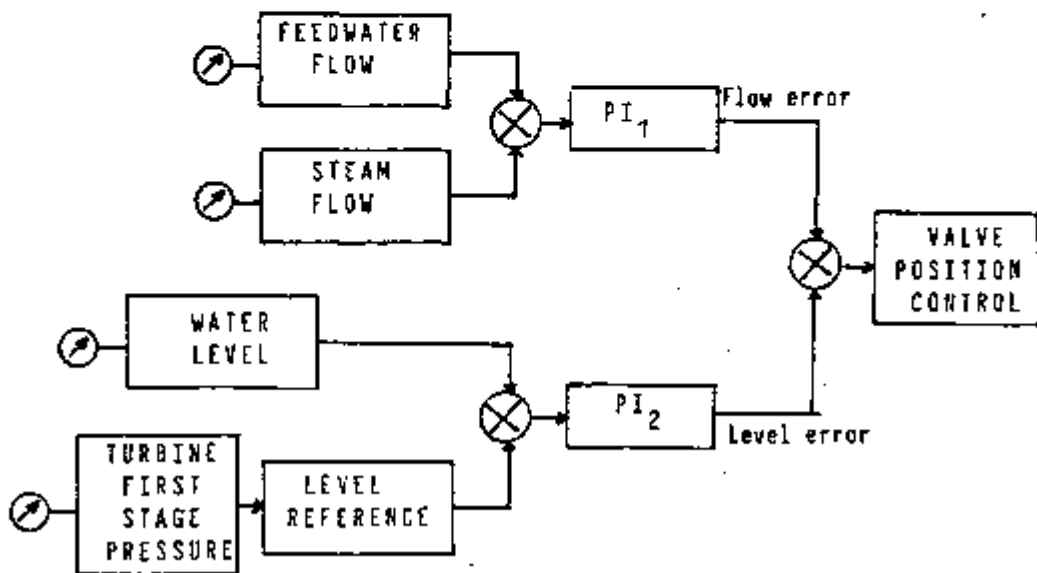 FEEDWATER
FLOW
PI₁
Flow error
STEAM
FLOW
VALVE
POSITION
CONTROL
WATER
LEVEL
PI₂
Level error
TURBINE
FIRST
STAGE
PRESSURE
LEVEL
REFERENCE